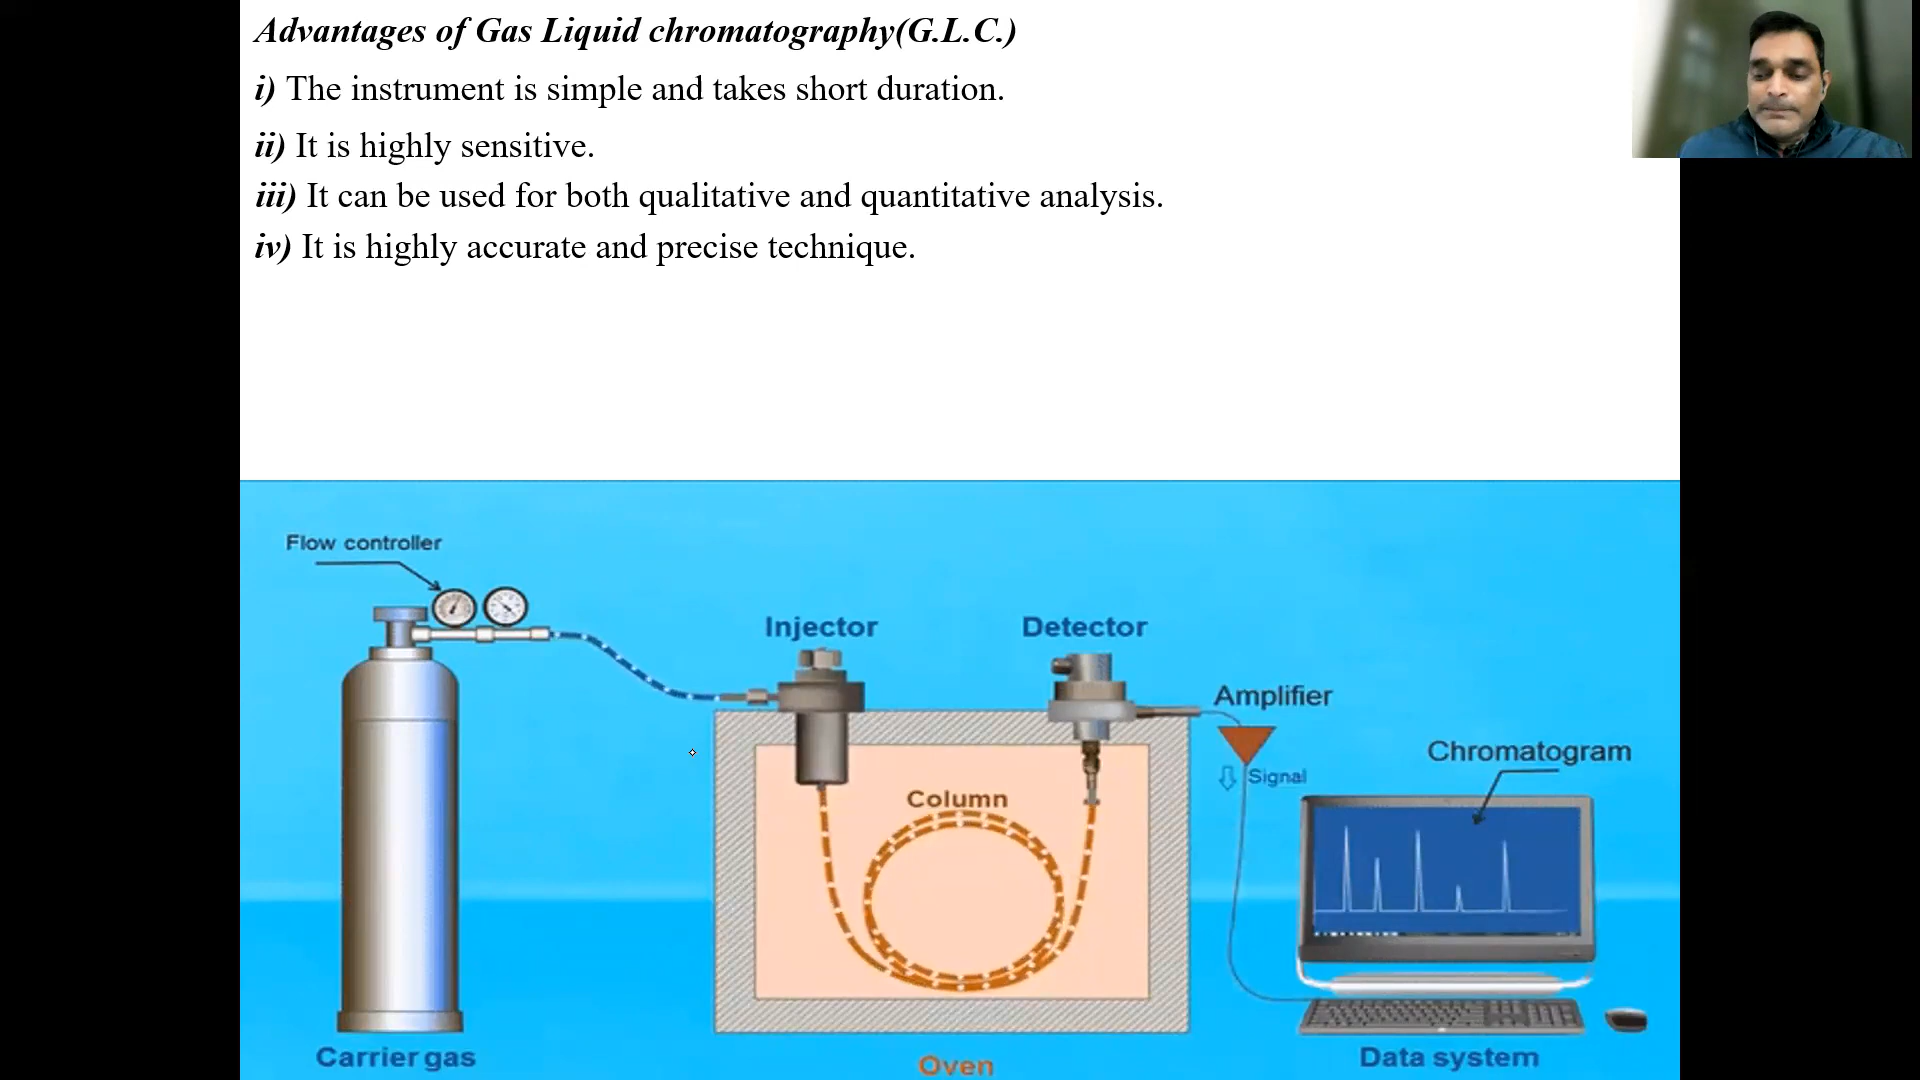 Advantages of Gas Liquid chromatography(G.L.C.)
i) The instrument is simple and takes short duration.
ii) It is highly sensitive.
iii) It can be used for both qualitative and quantitative analysis.
iv) It is highly accurate and precise technique.
Flow controller
Injector
Detector
Amplifier
Signal
Chromatogram
Column
Carrier gas
Oven
Data system